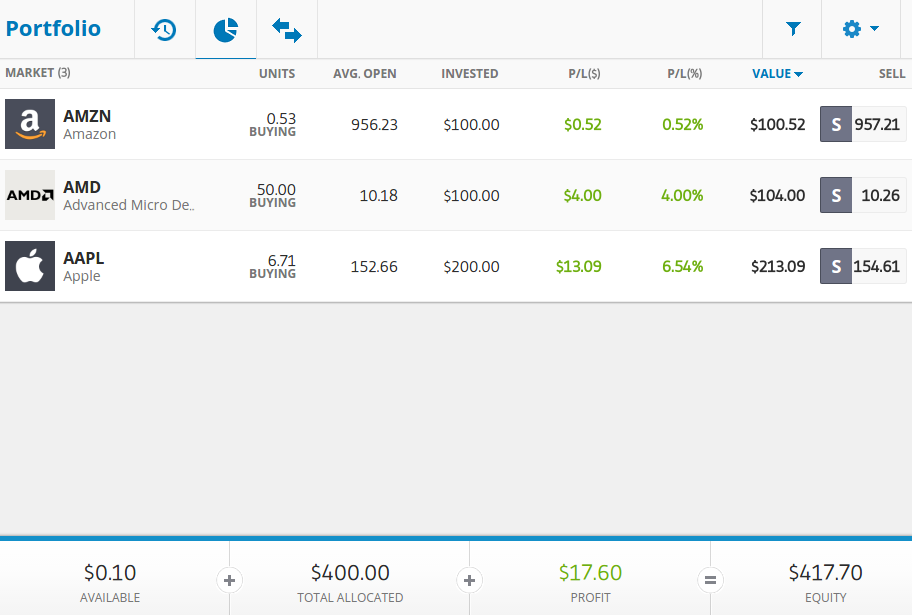 Portfolio
MARKET (3) UNITS AVG. OPEN INVESTED P/L($) P/L(%) VALUE SELL
AMZN
Amazon
0.53
BUYING
956.23 $100.00 $0.52 0.52% $100.52 S 957.21
AMD
AMD
Advanced Micro De..
50.00
BUYING
10.18 $100.00 $4.00 4.00% $104.00 S 10.26
AAPL
Apple
6.71
BUYING
152.66 $200.00 $13.09 6.54% $213.09 S 154.61
$0.10 + $400.00 + $17.60 = $417.70
AVAILABLE TOTAL ALLOCATED PROFIT EQUITY